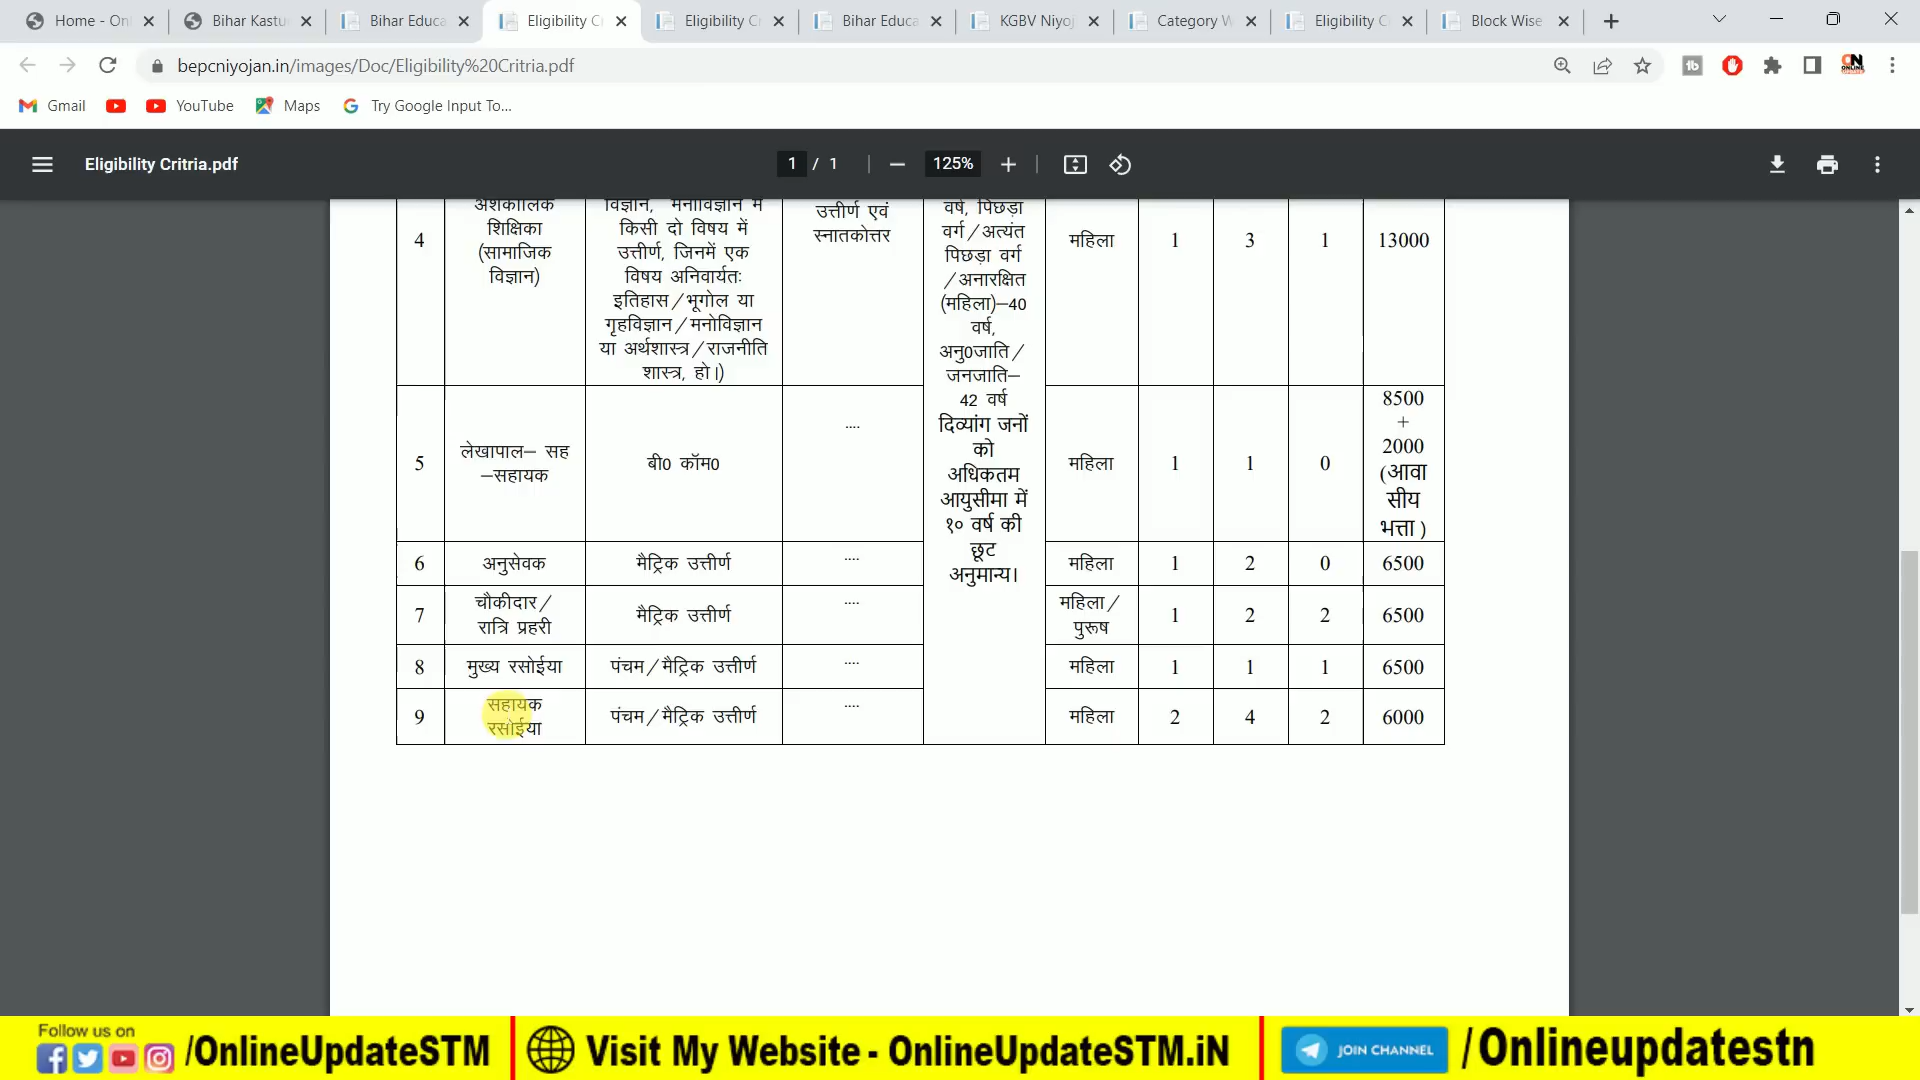 Home - Onl
Bihar Kastu
Bihar Educa
Eligibility C
Eligibility C
Bihar Educa
KGBV Niyoj
Category W
Eligibility C
Block Wise
bepcniyojan.in/images/Doc/Eligibility%20Critria.pdf
Gmail
YouTube
Maps
Try Google Input To...
Eligibility Critria.pdf
1 / 1
125%
4
अंशकालिक
शिक्षिका
(सामाजिक
विज्ञान)
विज्ञान, मनोविज्ञान में
किसी दो विषय में
उत्तीर्ण, जिनमें एक
विषय अनिवार्यतः
इतिहास/भूगोल या
गृहविज्ञान/मनोविज्ञान
या अर्थशास्त्र/राजनीति
शास्त्र, हो।)
उत्तीर्ण एवं
स्नातकोत्तर
वर्ष, पिछड़ा
वर्ग/अत्यंत
पिछड़ा वर्ग
/अनारक्षित
(महिला)–40
वर्ष,
अनु0जाति/
जनजाति–
42 वर्ष
दिव्यांग जनों
को
अधिकतम
आयुसीमा में
१० वर्ष की
छूट
अनुमान्य।
महिला
1
3
1
13000
5
लेखापाल– सह
–सहायक
बी0 कॉम0
....
महिला
1
1
0
8500
+
2000
(आवा
सीय
भत्ता )
6
अनुसेवक
मैट्रिक उत्तीर्ण
....
महिला
1
2
0
6500
7
चौकीदार/
रात्रि प्रहरी
मैट्रिक उत्तीर्ण
....
महिला/
पुरूष
1
2
2
6500
8
मुख्य रसोईया
पंचम/मैट्रिक उत्तीर्ण
....
महिला
1
1
1
6500
9
सहायक
रसोईया
पंचम/मैट्रिक उत्तीर्ण
....
महिला
2
4
2
6000
Follow us on
/OnlineUpdateSTM
Visit My Website - OnlineUpdateSTM.iN
JOIN CHANNEL
/Onlineupdatestn